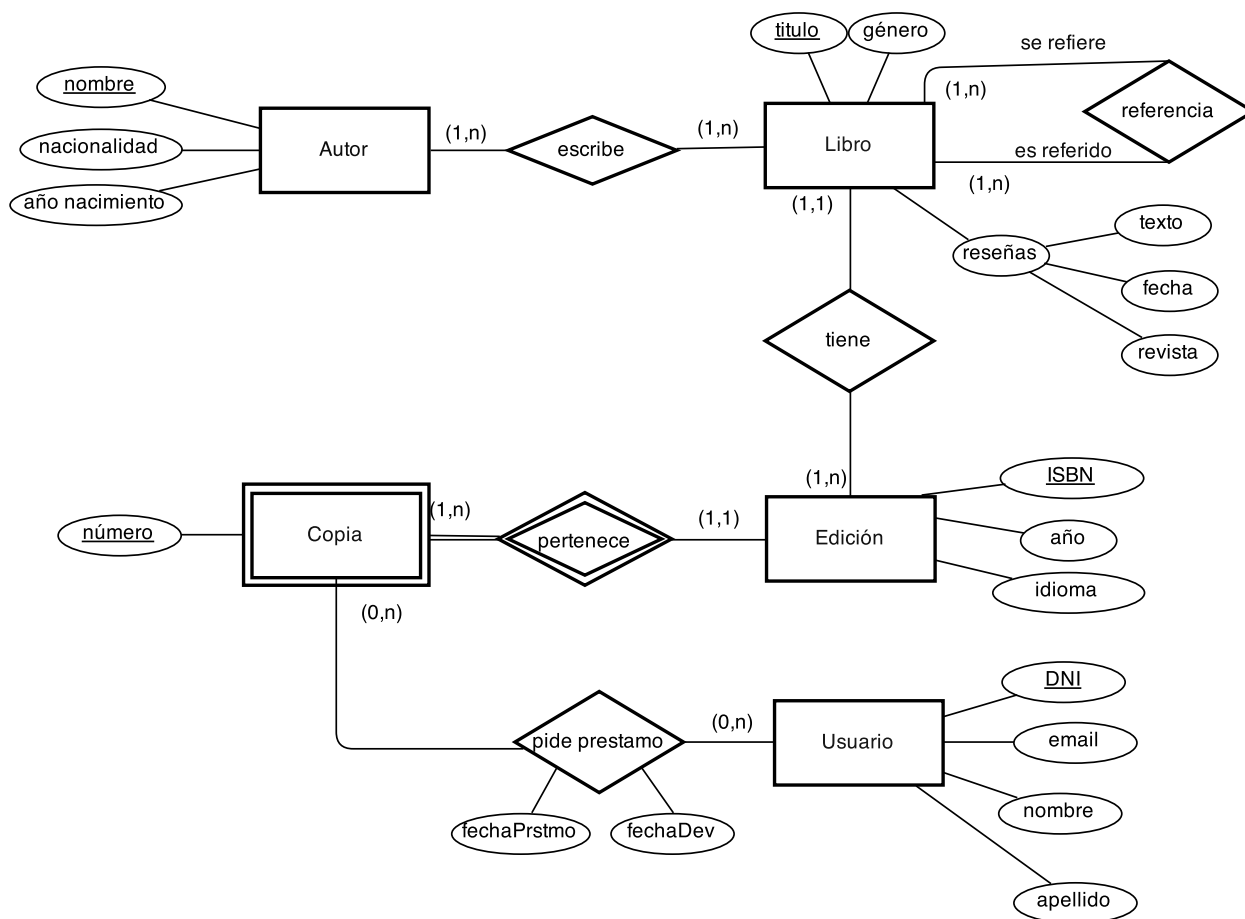 titulo
género
se refiere
nombre
(1,n)
referencia
(1,n)
(1,n)
nacionalidad
Autor
escribe
Libro
es referido
(1,n)
año nacimiento
(1,1)
texto
reseñas
fecha
tiene
revista
(1,n)
ISBN
(1,n)
(1,1)
número
Copia
pertenece
Edición
año
idioma
(0,n)
DNI
(0,n)
pide prestamo
Usuario
email
nombre
fechaPrstmo
fechaDev
apellido